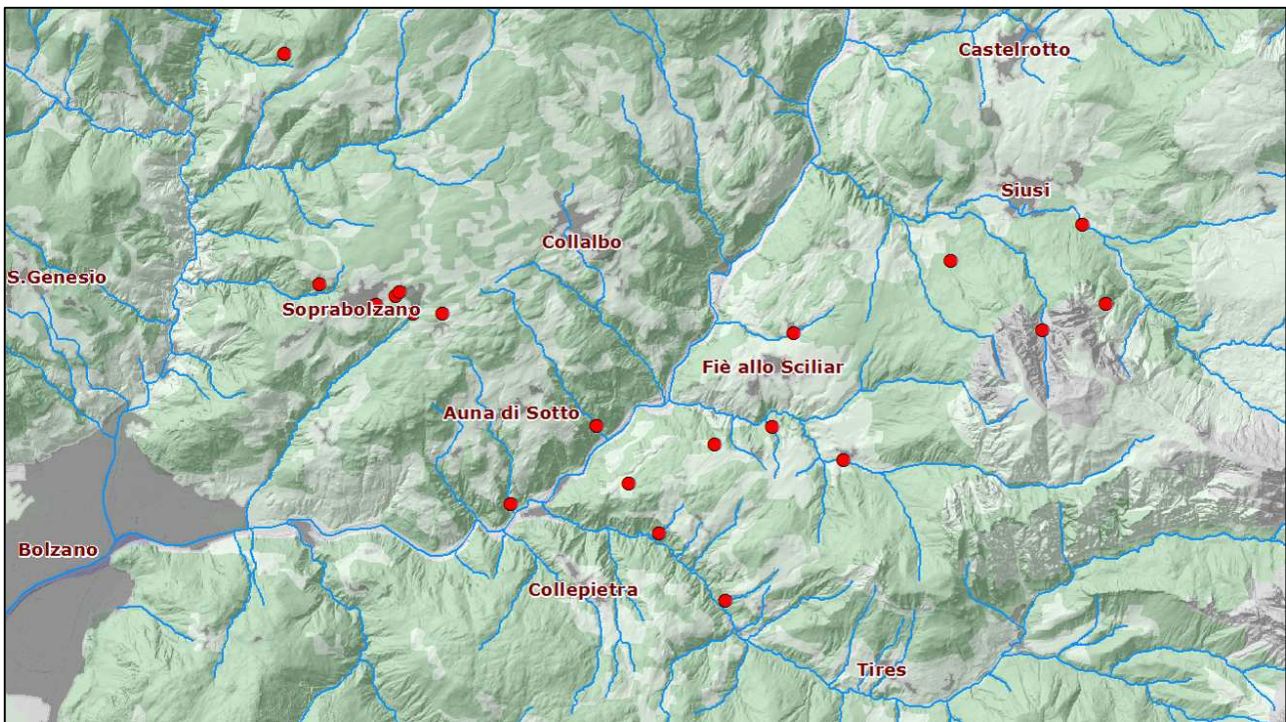 Castelrotto
Siusi
Collalbo
S.Genesio
Soprabolzano
Fiè allo Sciliar
Auna di Sotto
Bolzano
Collepietra
Tires